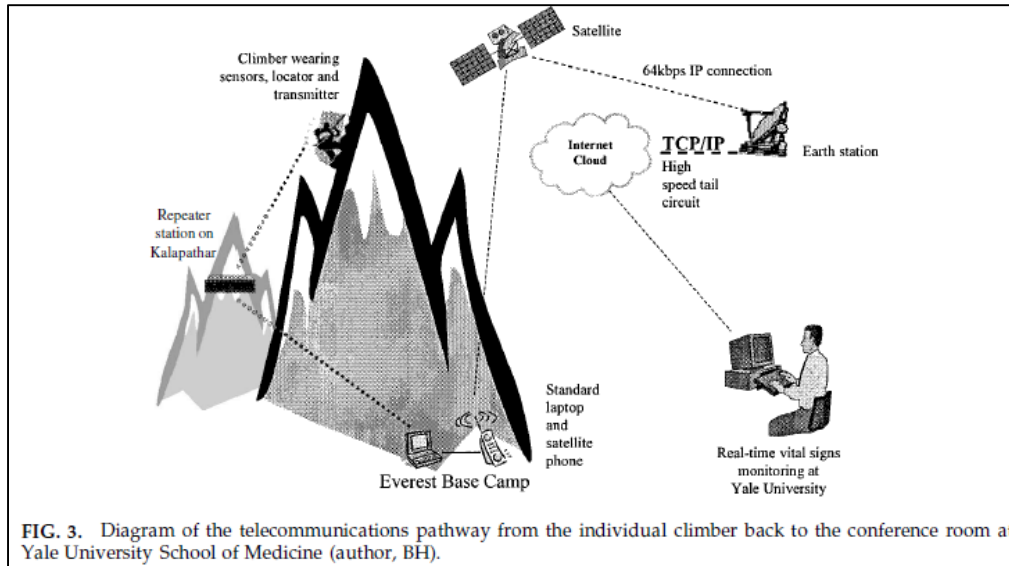 Satellite
Climber wearing
sensors, locator and
transmitter
64kbps IP connection
Internet
Cloud
TCP/IP
High
speed tail
circuit
Earth station
Repeater
station on
Kalapathar
Standard
laptop
and
satellite
phone
Everest Base Camp
Real-time vital signs
monitoring at
Yale University
FIG. 3. Diagram of the telecommunications pathway from the individual climber back to the conference room at
Yale University School of Medicine (author, BH).